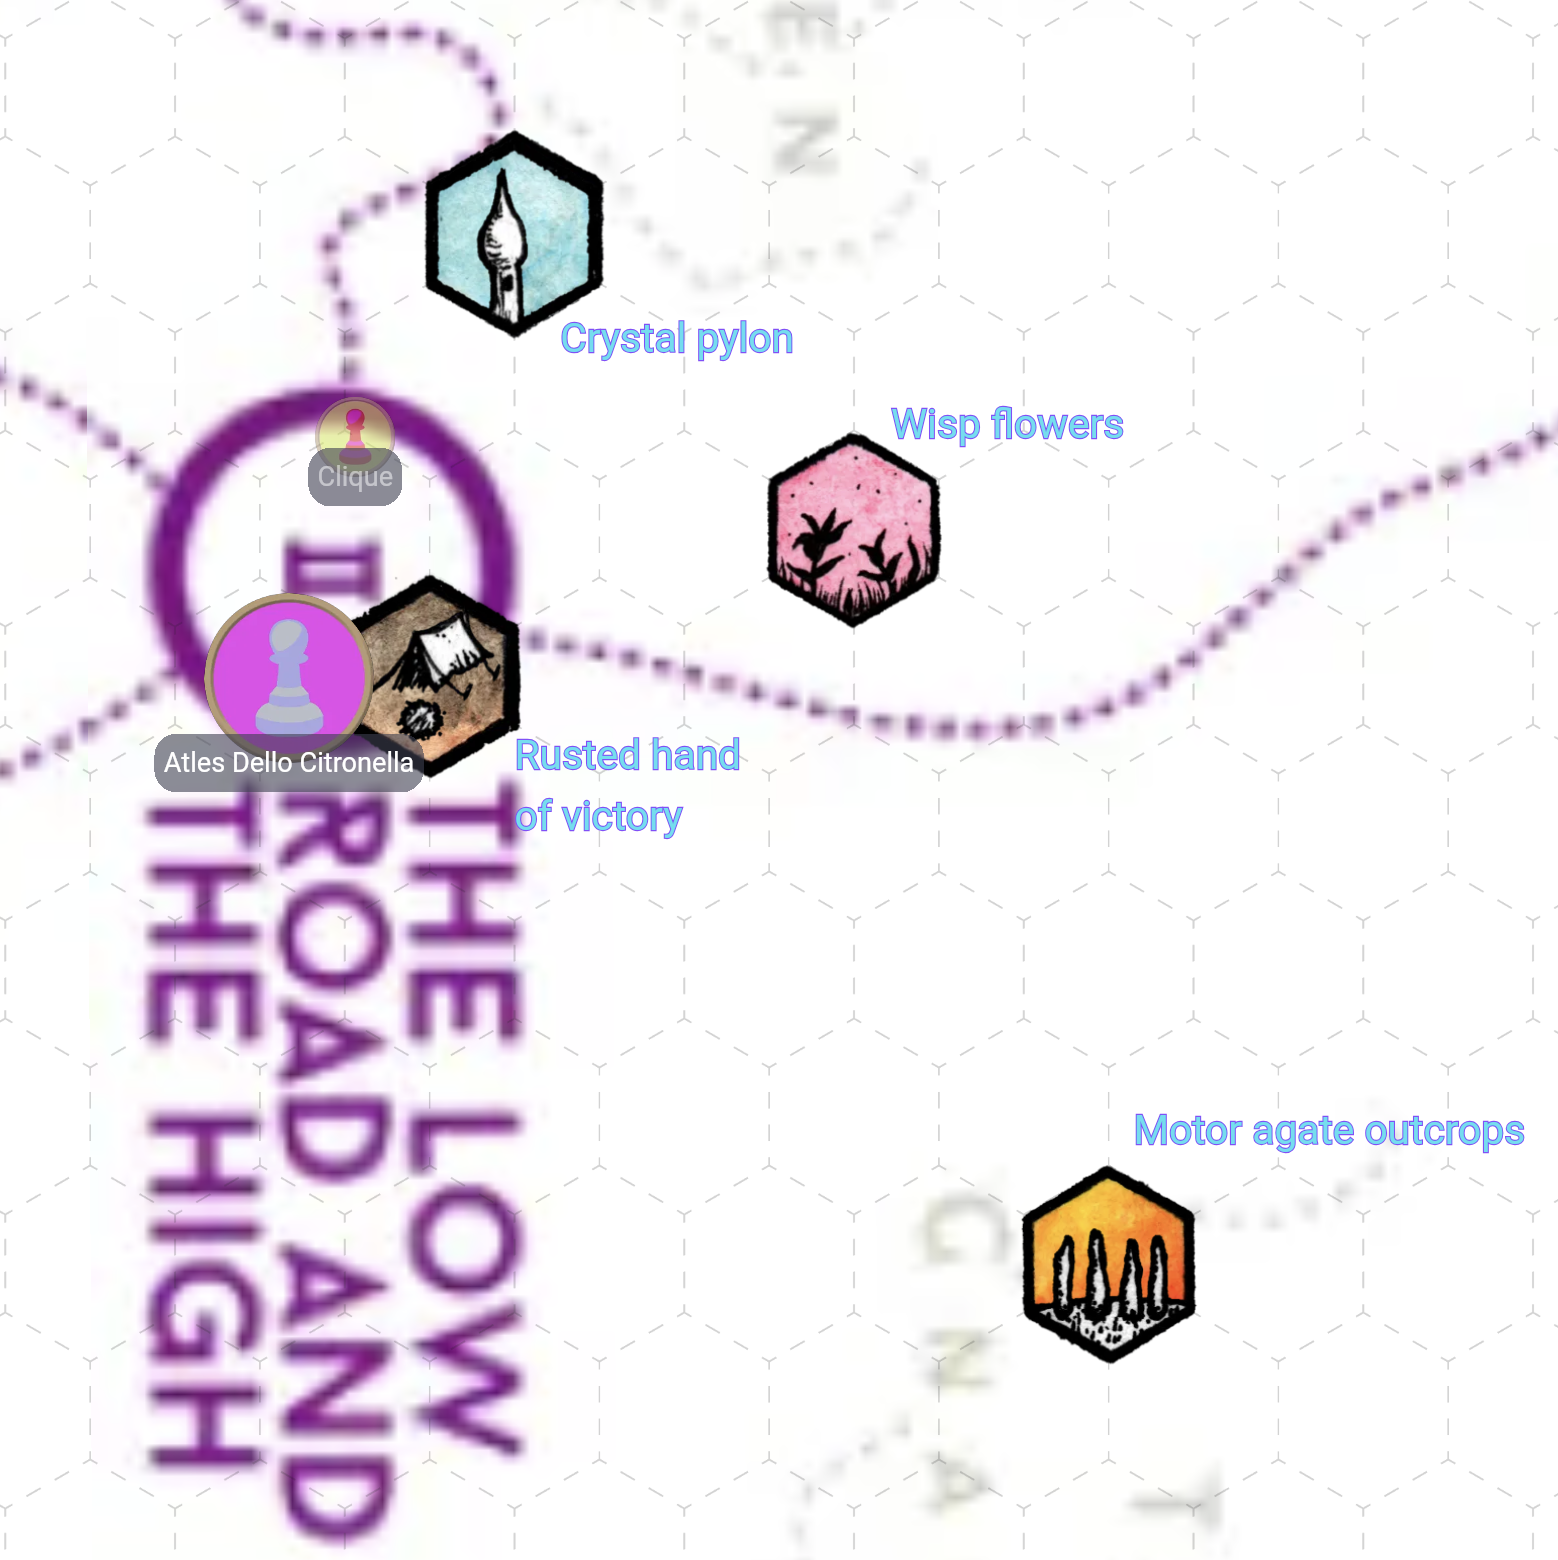 Crystal pylon
Wisp flowers
Clique
II
Atles Dello Citronella
Rusted hand
of victory
THE HIGH
ROAD AND
THE LOW
Motor agate outcrops
E
N
G
N
A
T